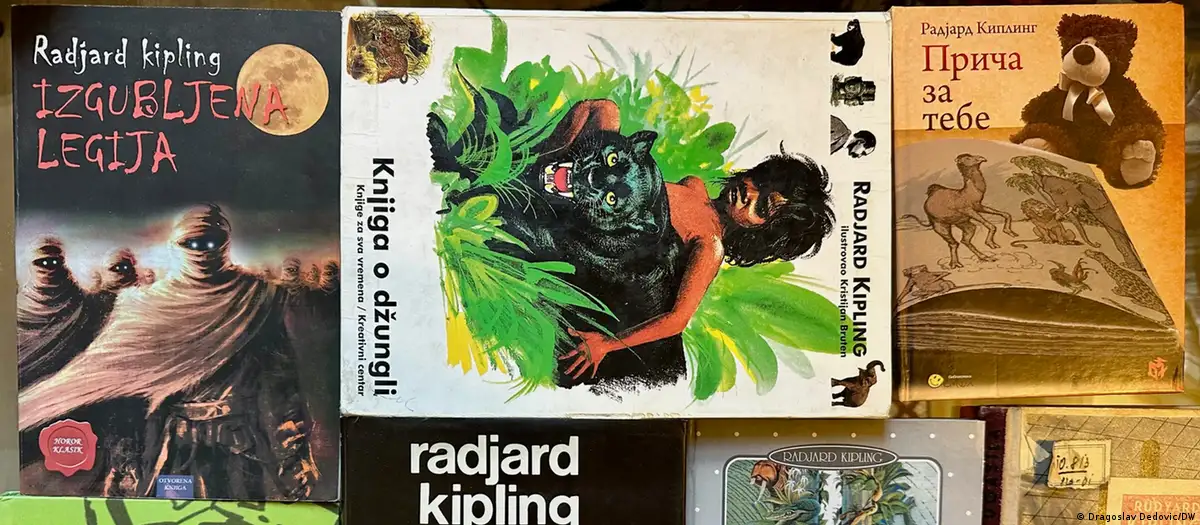 Radjard kipling
IZGUBLJENA
LEGIJA
HOROR
KLASIK
OTVORENA
KNJIGA
RADJARD KIPLING
ilustrovao Kristijan Bruten
Knjiga o džungli
Knjige za sva vremena / Kreativni centar
Радјард Киплинг
Прича
за
тебе
radjard
kipling
RADJARD KIPLING
© Dragoslav Dedovic/DW